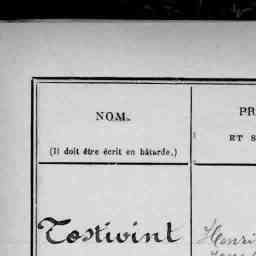 NOM.
PR
(Il doit être écrit en bâtarde.)
ET S
Tostivint
Henri